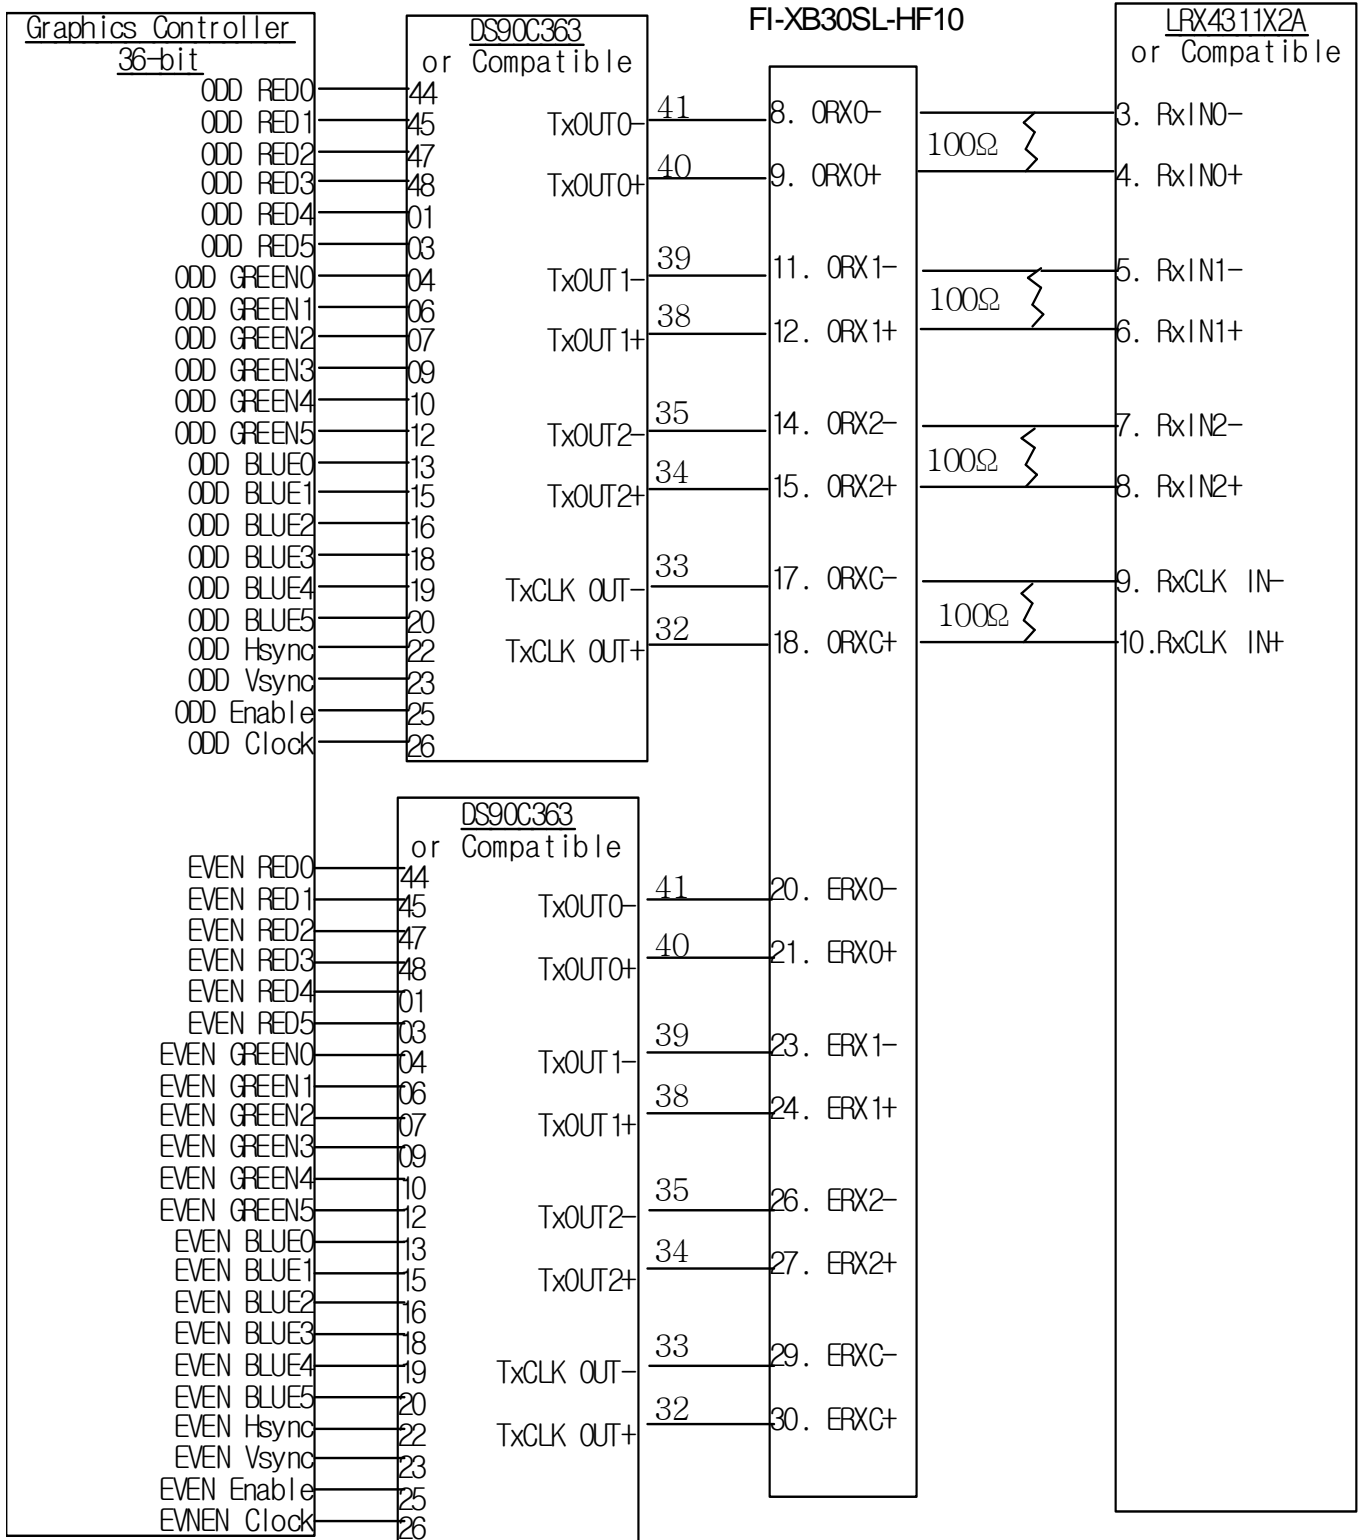 Graphics Controller
36-bit
ODD RED0
ODD RED1
ODD RED2
ODD RED3
ODD RED4
ODD RED5
ODD GREEN0
ODD GREEN1
ODD GREEN2
ODD GREEN3
ODD GREEN4
ODD GREEN5
ODD BLUE0
ODD BLUE1
ODD BLUE2
ODD BLUE3
ODD BLUE4
ODD BLUE5
ODD Hsync
ODD Vsync
ODD Enable
ODD Clock
EVEN RED0
EVEN RED1
EVEN RED2
EVEN RED3
EVEN RED4
EVEN RED5
EVEN GREEN0
EVEN GREEN1
EVEN GREEN2
EVEN GREEN3
EVEN GREEN4
EVEN GREEN5
EVEN BLUE0
EVEN BLUE1
EVEN BLUE2
EVEN BLUE3
EVEN BLUE4
EVEN BLUE5
EVEN Hsync
EVEN Vsync
EVEN Enable
EVNEN Clock
DS90C363
or Compatible
44
45
47
48
01
03
04
06
07
09
10
12
13
15
16
18
19
20
22
23
25
26
TxOUT0- 41
TxOUT0+ 40
TxOUT1- 39
TxOUT1+ 38
TxOUT2- 35
TxOUT2+ 34
TxCLK OUT- 33
TxCLK OUT+ 32
DS90C363
or Compatible
44
45
47
48
01
03
04
06
07
09
10
12
13
15
16
18
19
20
22
23
25
26
TxOUT0- 41
TxOUT0+ 40
TxOUT1- 39
TxOUT1+ 38
TxOUT2- 35
TxOUT2+ 34
TxCLK OUT- 33
TxCLK OUT+ 32
FI-XB30SL-HF10
8. ORX0-
9. ORX0+
11. ORX1-
12. ORX1+
14. ORX2-
15. ORX2+
17. ORXC-
18. ORXC+
20. ERX0-
21. ERX0+
23. ERX1-
24. ERX1+
26. ERX2-
27. ERX2+
29. ERXC-
30. ERXC+
100Ω
100Ω
100Ω
100Ω
LRX4311X2A
or Compatible
3. RxIN0-
4. RxIN0+
5. RxIN1-
6. RxIN1+
7. RxIN2-
8. RxIN2+
9. RxCLK IN-
10.RxCLK IN+